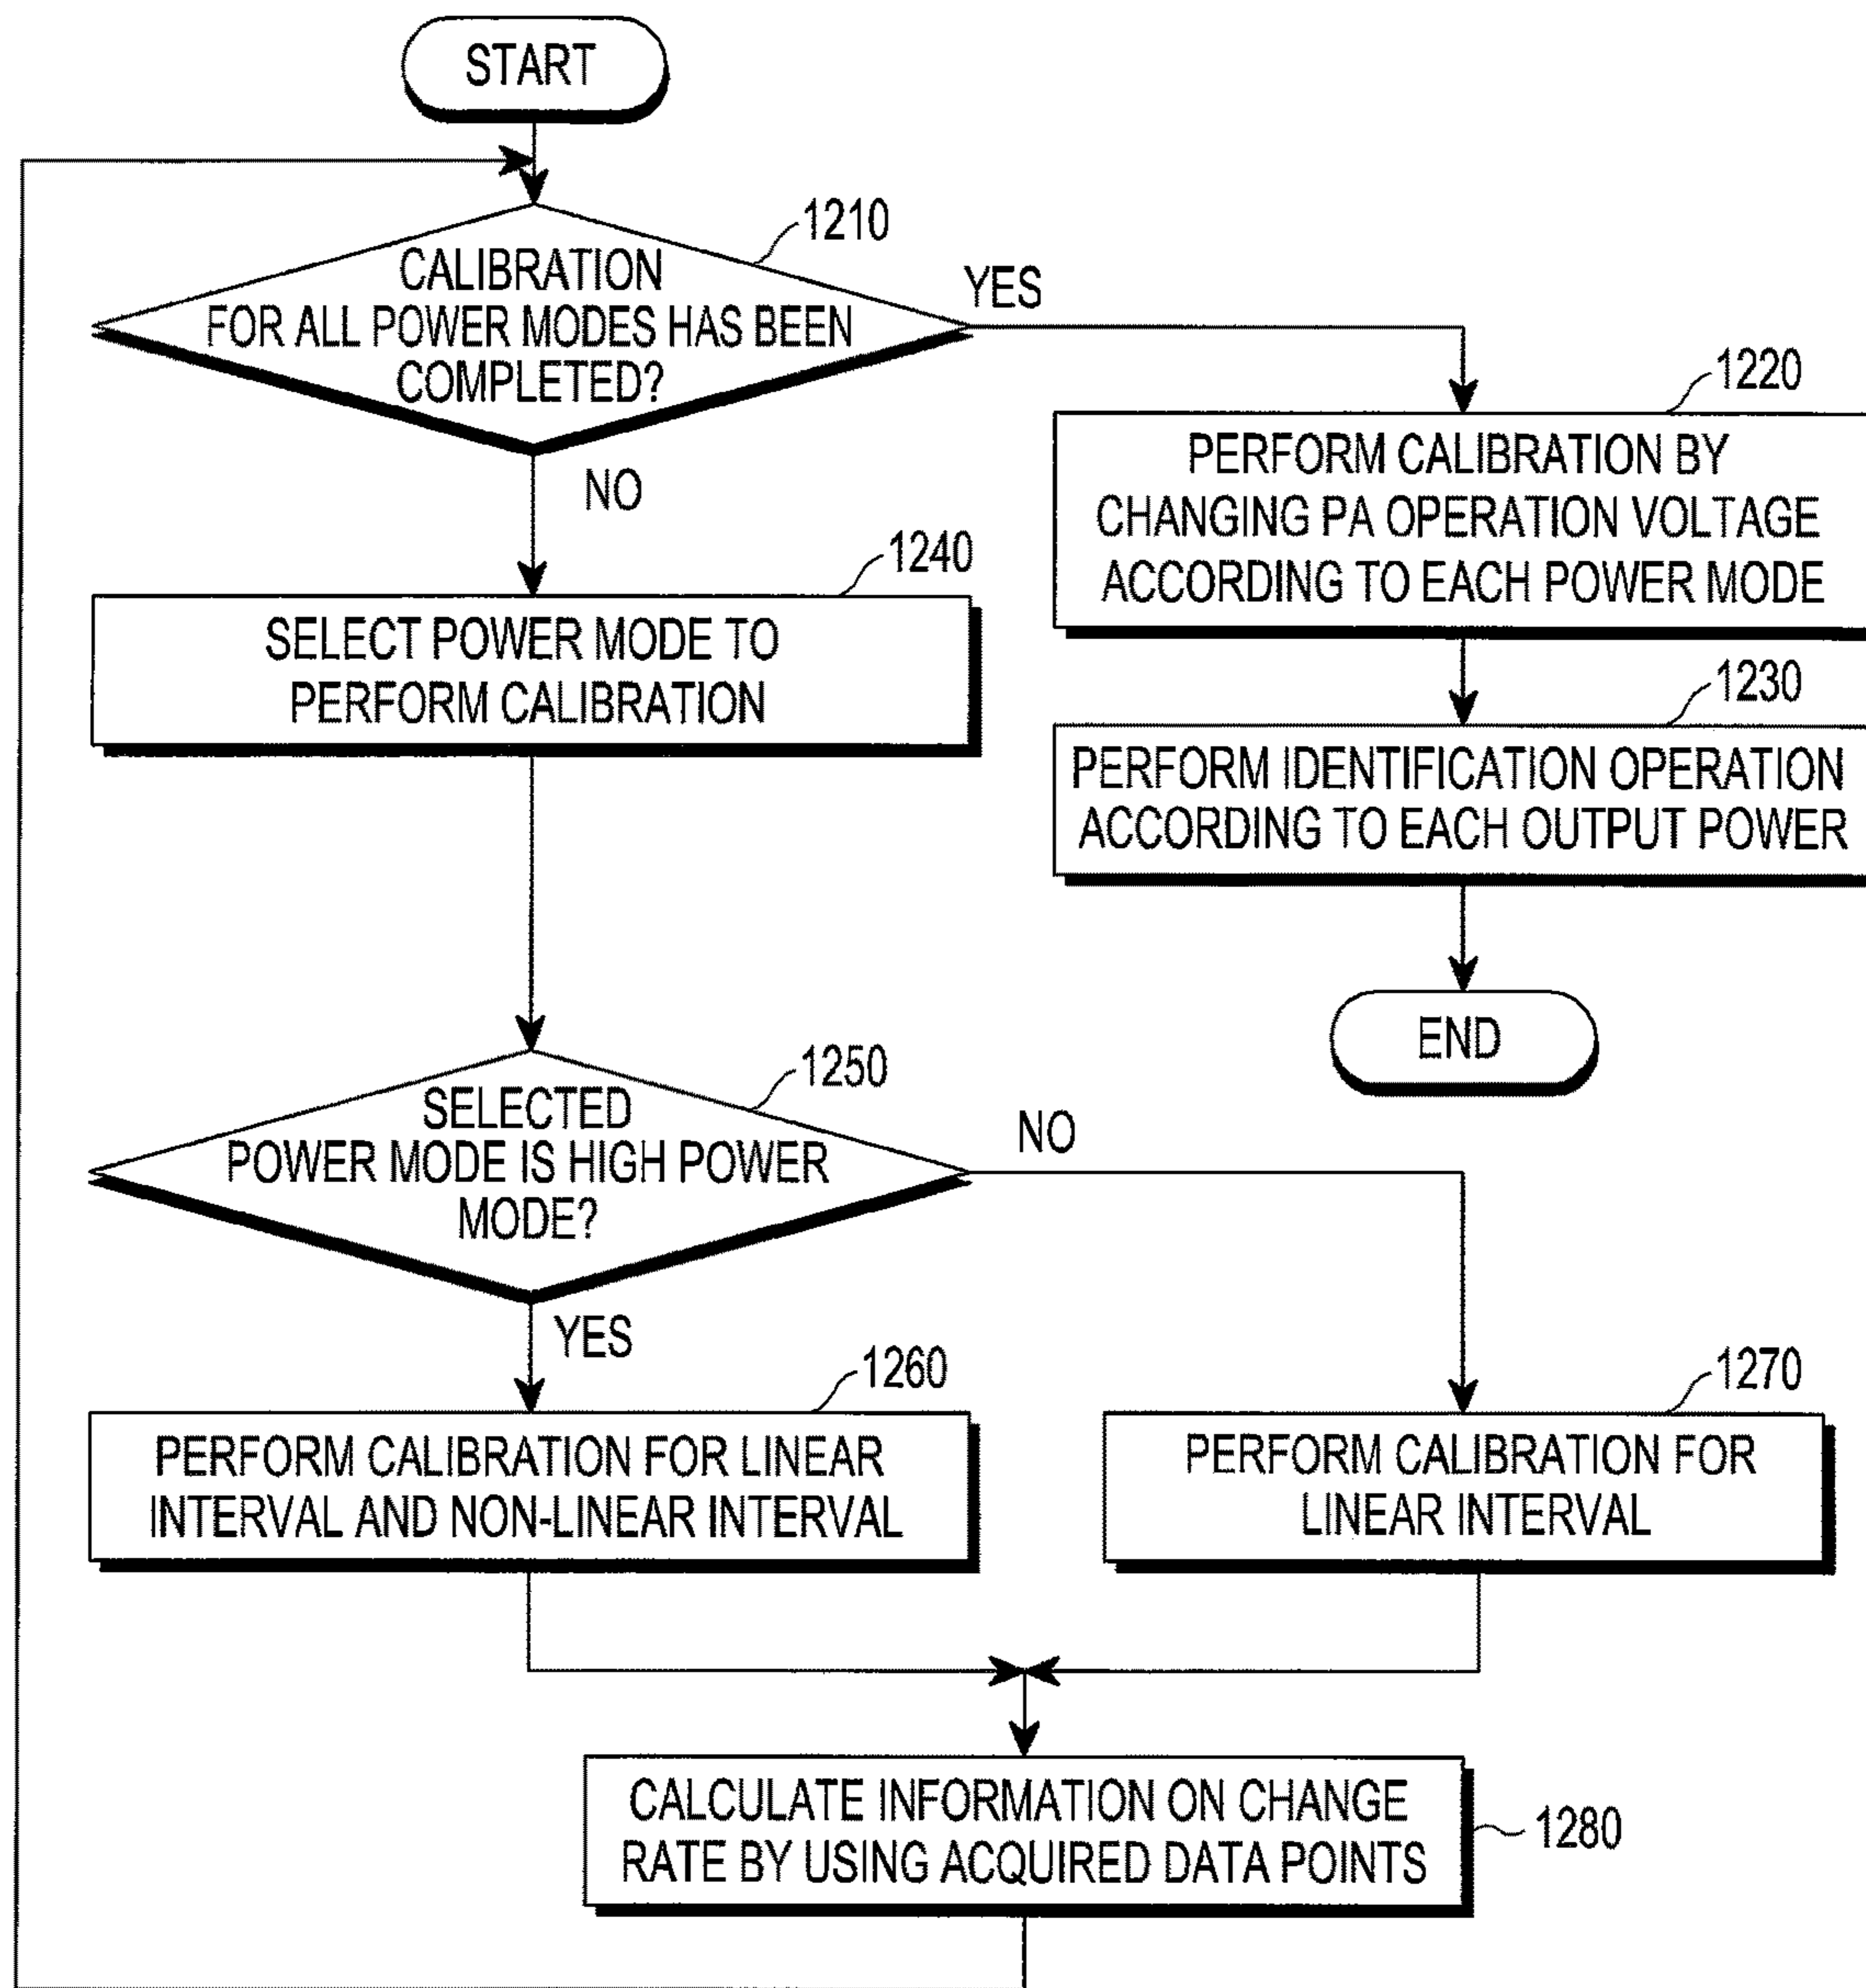 START
1210
CALIBRATION
FOR ALL POWER MODES HAS BEEN
COMPLETED?
YES
NO
1220
PERFORM CALIBRATION BY
CHANGING PA OPERATION VOLTAGE
ACCORDING TO EACH POWER MODE
1240
SELECT POWER MODE TO
PERFORM CALIBRATION
1230
PERFORM IDENTIFICATION OPERATION
ACCORDING TO EACH OUTPUT POWER
END
1250
SELECTED
POWER MODE IS HIGH POWER
MODE?
NO
YES
1260
PERFORM CALIBRATION FOR LINEAR
INTERVAL AND NON-LINEAR INTERVAL
1270
PERFORM CALIBRATION FOR
LINEAR INTERVAL
CALCULATE INFORMATION ON CHANGE
RATE BY USING ACQUIRED DATA POINTS
1280